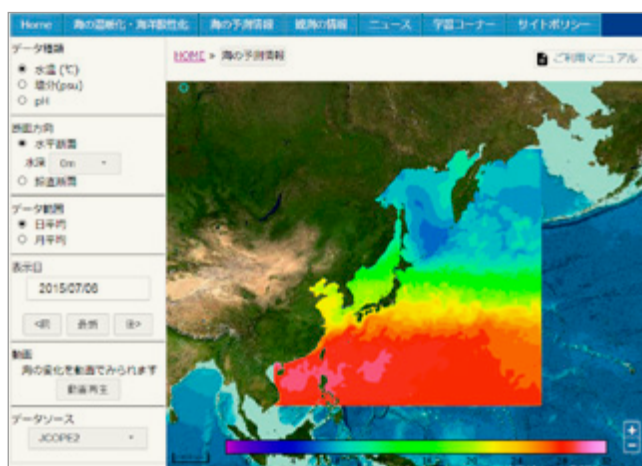 Home 海の温暖化・海洋酸性化 海の予測情報 観測の情報 ニュース 学習コーナー サイトポリシー
データ種類
水温 (℃)
塩分(psu)
pH
HOME » 海の予測情報
ご利用マニュアル
断面方向
水平断面
水深 0m
鉛直断面
データ範囲
日平均
月平均
表示日
2015/07/06
<前 最新 後>
動画
海の変化を動画でみられます
動画再生
データソース
JCOPE2